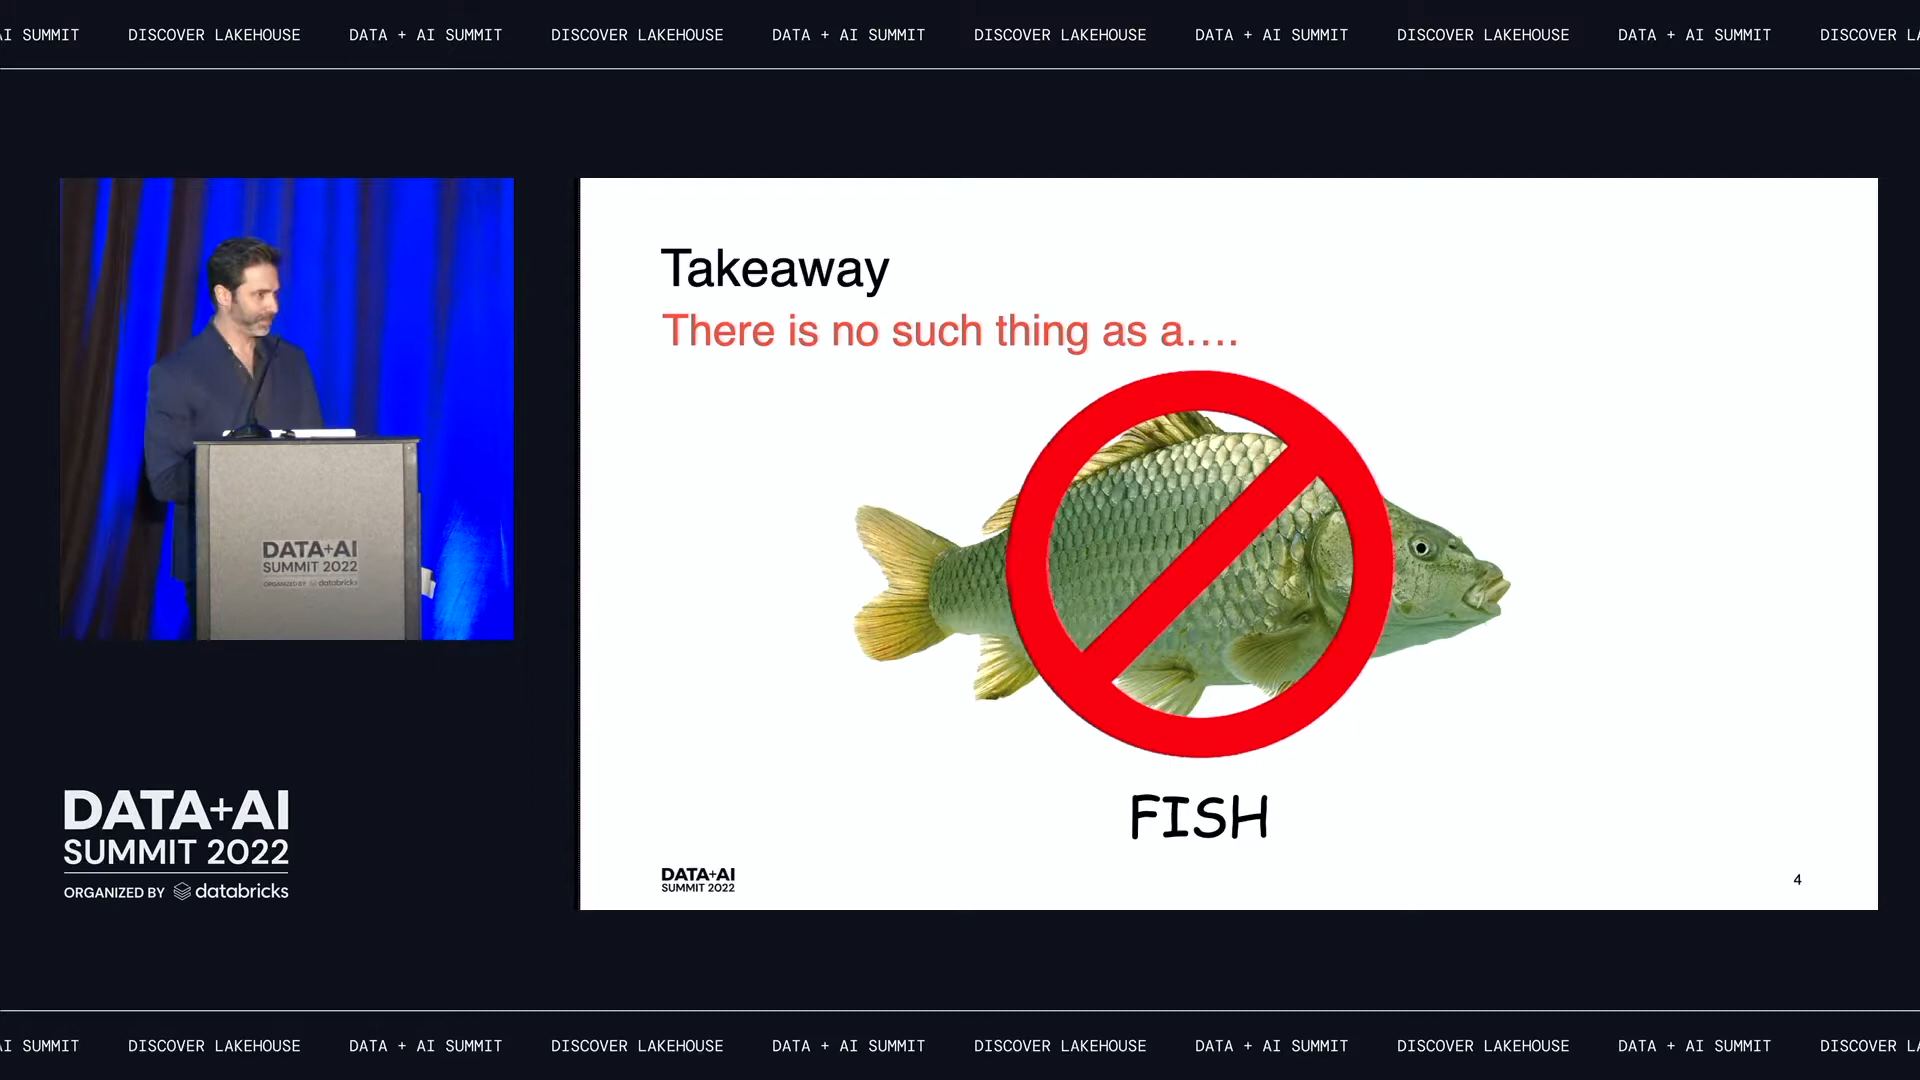 AI SUMMIT DISCOVER LAKEHOUSE DATA + AI SUMMIT DISCOVER LAKEHOUSE DATA + AI SUMMIT DISCOVER LAKEHOUSE DATA + AI SUMMIT DISCOVER LAKEHOUSE DATA + AI SUMMIT DISCOVER LA
Takeaway
There is no such thing as a....
FISH
DATA+AI
SUMMIT 2022
4
DATA+AI
SUMMIT 2022
ORGANIZED BY databricks
DATA+AI
SUMMIT 2022
ORGANIZED BY databricks
AI SUMMIT DISCOVER LAKEHOUSE DATA + AI SUMMIT DISCOVER LAKEHOUSE DATA + AI SUMMIT DISCOVER LAKEHOUSE DATA + AI SUMMIT DISCOVER LAKEHOUSE DATA + AI SUMMIT DISCOVER LA